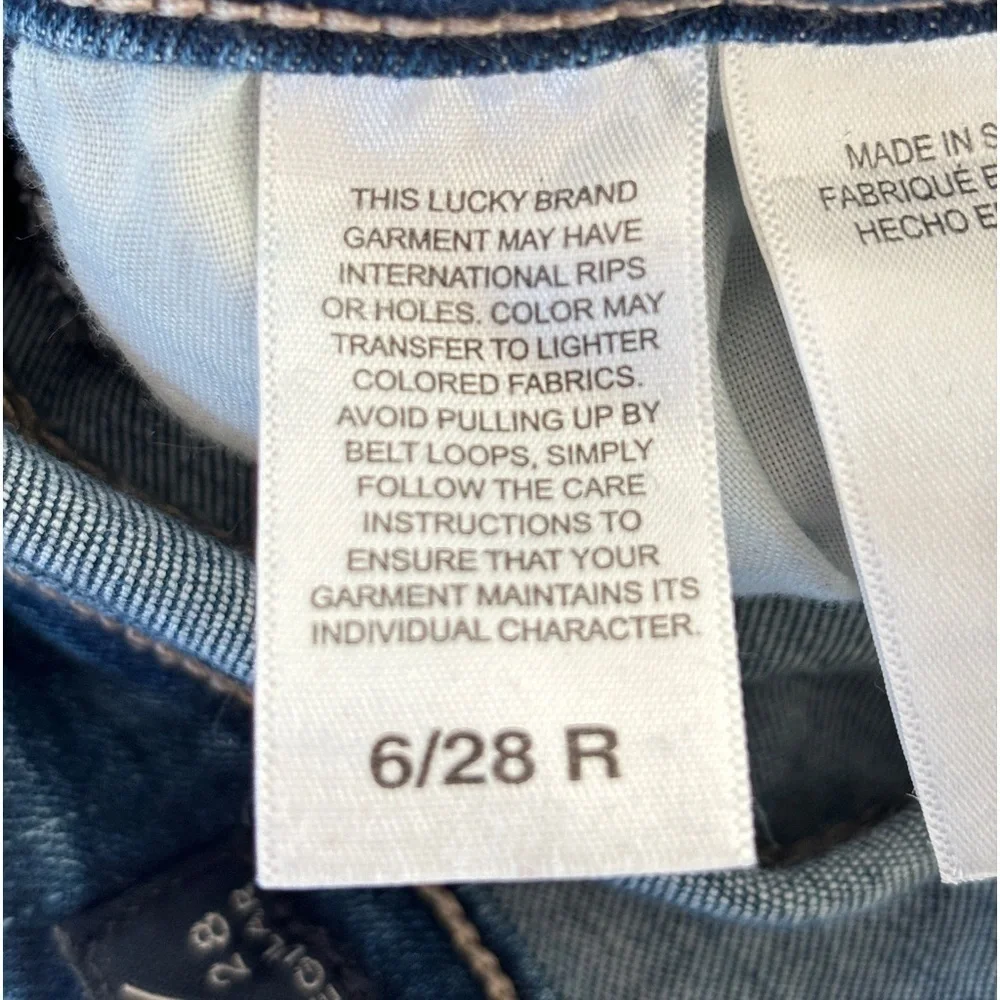 THIS LUCKY BRAND
GARMENT MAY HAVE
INTERNATIONAL RIPS
OR HOLES. COLOR MAY
TRANSFER TO LIGHTER
COLORED FABRICS.
AVOID PULLING UP BY
BELT LOOPS, SIMPLY
FOLLOW THE CARE
INSTRUCTIONS TO
ENSURE THAT YOUR
GARMENT MAINTAINS ITS
INDIVIDUAL CHARACTER.
6/28 R
MADE IN
FABRIQUÉ
HECHO
28